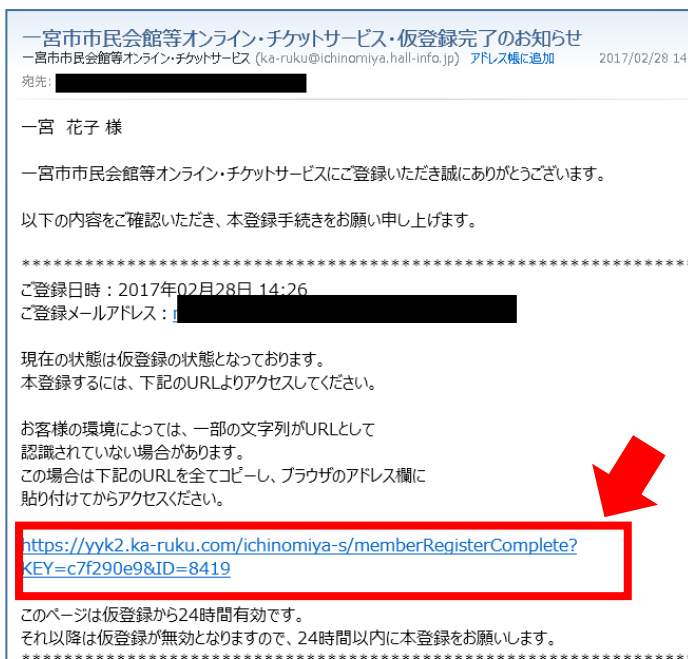 一宮市市民会館等オンライン・チケットサービス・仮登録完了のお知らせ
一宮市市民会館等オンライン・チケットサービス (ka-ruku@ichinomiya.hall-info.jp) アドレス帳に追加 2017/02/28 14
宛先:
一宮 花子 様
一宮市市民会館等オンライン・チケットサービスにご登録いただき誠にありがとうございます。
以下の内容をご確認いただき、本登録手続きをお願い申し上げます。
****************************************************************
ご登録日時：2017年02月28日 14:26
ご登録メールアドレス：
現在の状態は仮登録の状態となっております。
本登録するには、下記のURLよりアクセスしてください。
お客様の環境によっては、一部の文字列がURLとして
認識されていない場合があります。
この場合は下記のURLを全てコピーし、ブラウザのアドレス欄に
貼り付けてからアクセスください。
https://yyk2.ka-ruku.com/ichinomiya-s/memberRegisterComplete?
KEY=c7f290e9&ID=8419
このページは仮登録から24時間有効です。
それ以降は仮登録が無効となりますので、24時間以内に本登録をお願いします。
****************************************************************